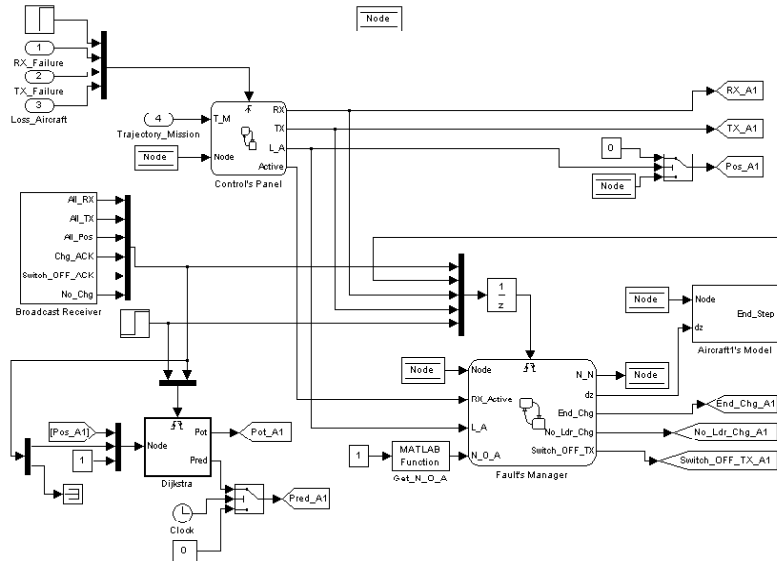 Node
1
RX_Failure
2
TX_Failure
3
Loss_Aircraft
4
Trajectory_Mission
Node
T_M
Node
RX
TX
L_A
Active
Control's Panel
RX_A1
TX_A1
0
Node
Pos_A1
All_RX
All_TX
All_Pos
Chg_ACK
Switch_OFF_ACK
No_Chg
Broadcast Receiver
1
z
Node
Node
dz
End_Step
Aircraft1's Model
Node
Node
RX_Active
L_A
N_O_A
N_N
dz
End_Chg
No_Ldr_Chg
Switch_OFF_TX
Fault's Manager
Node
End_Chg_A1
No_Ldr_Chg_A1
Switch_OFF_TX_A1
1
MATLAB
Function
Get_N_O_A
[Pos_A1]
1
Node
Pot
Pred
Dijkstra
Pot_A1
Clock
0
Pred_A1